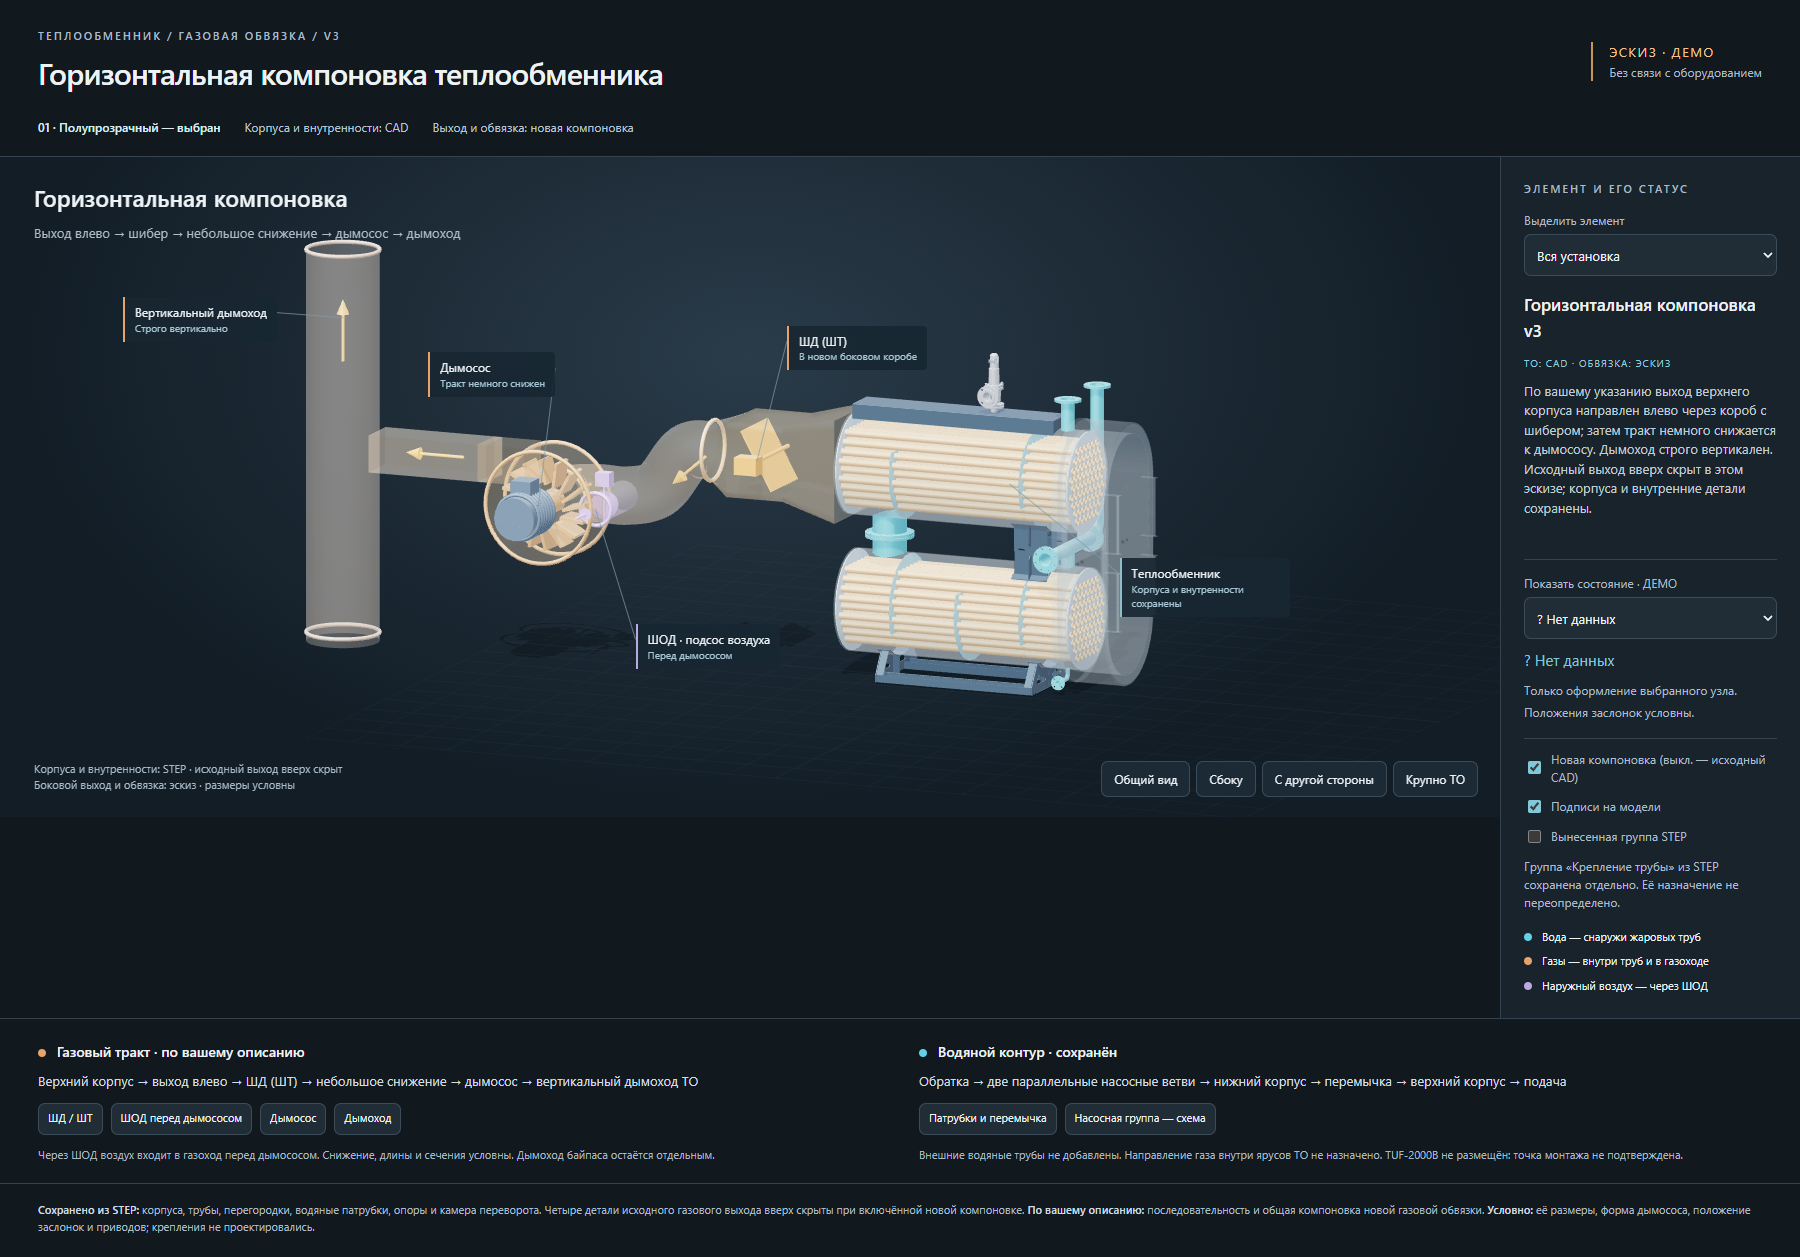 ТЕПЛООБМЕННИК / ГАЗОВАЯ ОБВЯЗКА / V3
Горизонтальная компоновка теплообменника
ЭСКИЗ · ДЕМО
Без связи с оборудованием
01 · Полупрозрачный — выбран
Корпуса и внутренности: CAD
Выход и обвязка: новая компоновка
Горизонтальная компоновка
Выход влево → шибер → небольшое снижение → дымосос → дымоход
Вертикальный дымоход
Строго вертикально
Дымосос
Тракт немного снижен
ШД (ШТ)
В новом боковом коробе
Теплообменник
Корпуса и внутренности
сохранены
ШОД · подсос воздуха
Перед дымососом
Корпуса и внутренности: STEP · исходный выход вверх скрыт
Боковой выход и обвязка: эскиз · размеры условны
Общий вид
Сбоку
С другой стороны
Крупно ТО
ЭЛЕМЕНТ И ЕГО СТАТУС
Выделить элемент
Вся установка
Горизонтальная компоновка
v3
ТО: CAD · ОБВЯЗКА: ЭСКИЗ
По вашему указанию выход верхнего
корпуса направлен влево через короб с
шибером; затем тракт немного снижается
к дымососу. Дымоход строго вертикален.
Исходный выход вверх скрыт в этом
эскизе; корпуса и внутренние детали
сохранены.
Показать состояние · ДЕМО
? Нет данных
? Нет данных
Только оформление выбранного узла.
Положения заслонок условны.
Новая компоновка (выкл. — исходный
CAD)
Подписи на модели
Вынесенная группа STEP
Группа «Крепление трубы» из STEP
сохранена отдельно. Её назначение не
переопределено.
Вода — снаружи жаровых труб
Газы — внутри труб и в газоходе
Наружный воздух — через ШОД
Газовый тракт · по вашему описанию
Верхний корпус → выход влево → ШД (ШТ) → небольшое снижение → дымосос → вертикальный дымоход ТО
ШД / ШТ
ШОД перед дымососом
Дымосос
Дымоход
Через ШОД воздух входит в газоход перед дымососом. Снижение, длины и сечения условны. Дымоход байпаса остаётся отдельным.
Водяной контур · сохранён
Обратка → две параллельные насосные ветви → нижний корпус → перемычка → верхний корпус → подача
Патрубки и перемычка
Насосная группа — схема
Внешние водяные трубы не добавлены. Направление газа внутри ярусов ТО не назначено. TUF-2000B не размещён: точка монтажа не подтверждена.
Сохранено из STEP: корпуса, трубы, перегородки, водяные патрубки, опоры и камера переворота. Четыре детали исходного газового выхода вверх скрыты при включённой новой компоновке. По вашему описанию: последовательность и общая компоновка новой газовой обвязки. Условно: её размеры, форма дымососа, положение
заслонок и приводов; крепления не проектировались.